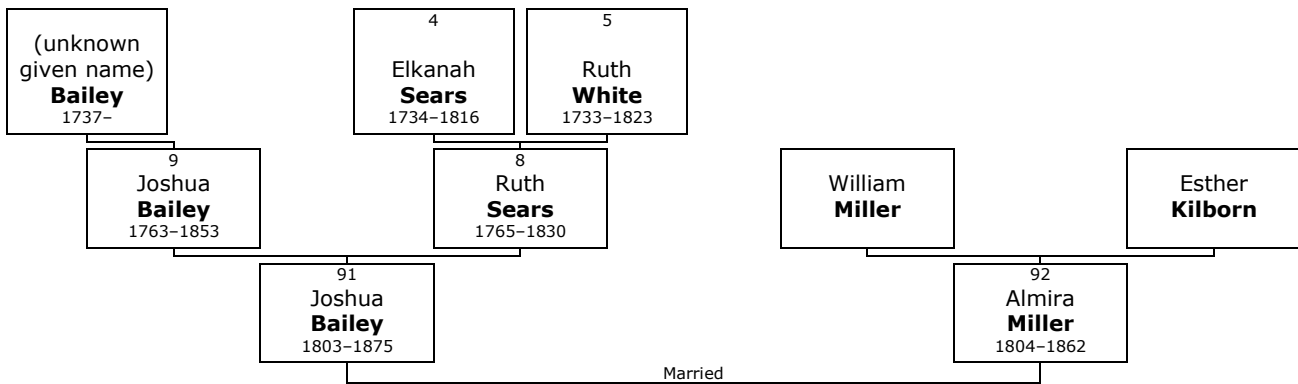 (unknown
given name)
Bailey
1737–
4
Elkanah
Sears
1734–1816
5
Ruth
White
1733–1823
9
Joshua
Bailey
1763–1853
8
Ruth
Sears
1765–1830
William
Miller
Esther
Kilborn
91
Joshua
Bailey
1803–1875
92
Almira
Miller
1804–1862
Married